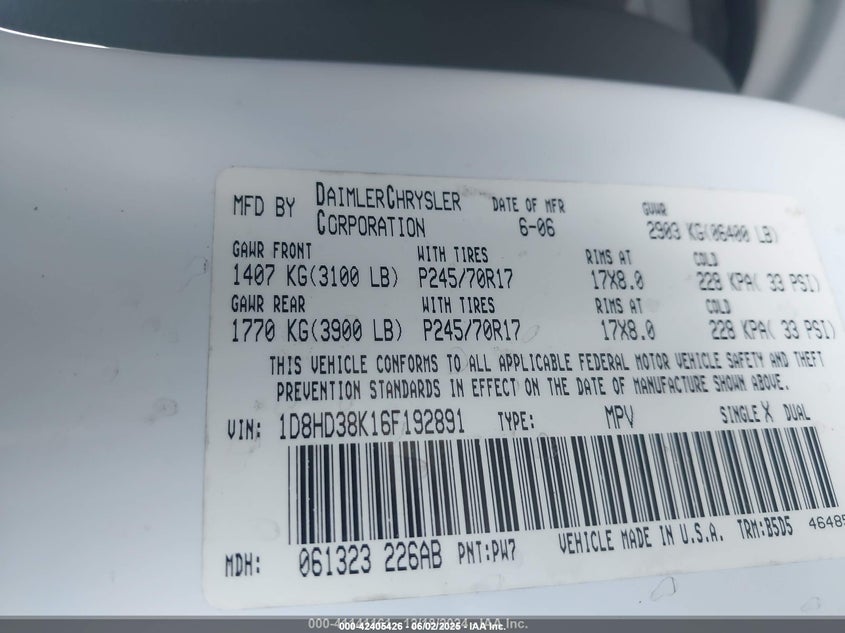 MFD BY DAIMLERCHRYSLER CORPORATION DATE OF MFR 6-06 GVWR 2903 KG(06400 LB)
GAWR FRONT WITH TIRES RIMS AT COLD
1407 KG(3100 LB) P245/70R17 17X8.0 228 KPA( 33 PSI)
GAWR REAR WITH TIRES RIMS AT COLD
1770 KG(3900 LB) P245/70R17 17X8.0 228 KPA( 33 PSI)
THIS VEHICLE CONFORMS TO ALL APPLICABLE FEDERAL MOTOR VEHICLE SAFETY AND THEFT
PREVENTION STANDARDS IN EFFECT ON THE DATE OF MANUFACTURE SHOWN ABOVE.
VIN: 1D8HD38K16F192891 TYPE: MPV SINGLE X DUAL
MDH: 061323 226AB PNT:PW7 VEHICLE MADE IN U.S.A. TRM:B5D5 46485
000-42405426 - 06/02/2025 - IAA Inc.